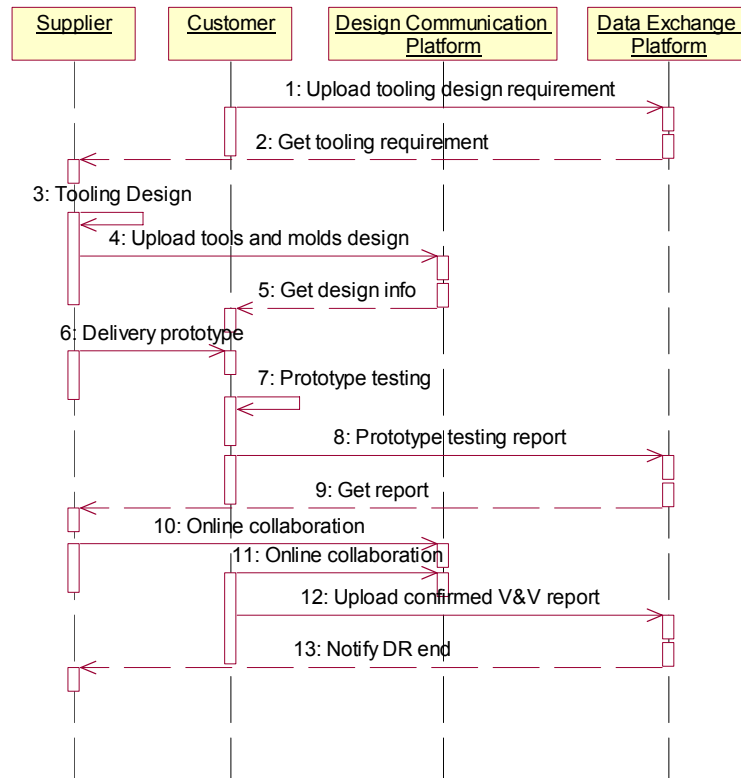 Supplier
Customer
Design Communication
Platform
Data Exchange
Platform
1: Upload tooling design requirement
2: Get tooling requirement
3: Tooling Design
4: Upload tools and molds design
5: Get design info
6: Delivery prototype
7: Prototype testing
8: Prototype testing report
9: Get report
10: Online collaboration
11: Online collaboration
12: Upload confirmed V&V report
13: Notify DR end